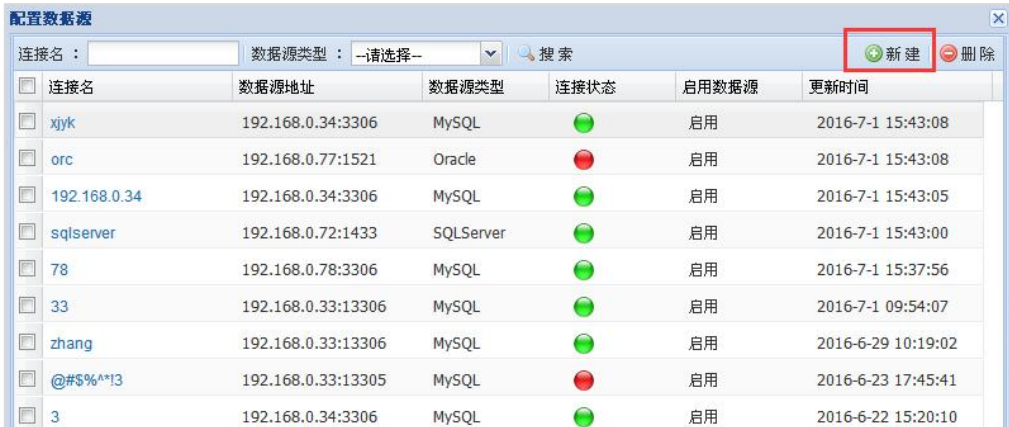 配置数据源
连接名： 数据源类型： --请选择-- 搜索 新建 删除
连接名 数据源地址 数据源类型 连接状态 启用数据源 更新时间
xjyk 192.168.0.34:3306 MySQL 启用 2016-7-1 15:43:08
orc 192.168.0.77:1521 Oracle 启用 2016-7-1 15:43:08
192.168.0.34 192.168.0.34:3306 MySQL 启用 2016-7-1 15:43:05
sqlserver 192.168.0.72:1433 SQLServer 启用 2016-7-1 15:43:00
78 192.168.0.78:3306 MySQL 启用 2016-7-1 15:37:56
33 192.168.0.33:13306 MySQL 启用 2016-7-1 09:54:07
zhang 192.168.0.33:13306 MySQL 启用 2016-6-29 10:19:02
@#$%^*!3 192.168.0.33:13305 MySQL 启用 2016-6-23 17:45:41
3 192.168.0.34:3306 MySQL 启用 2016-6-22 15:20:10